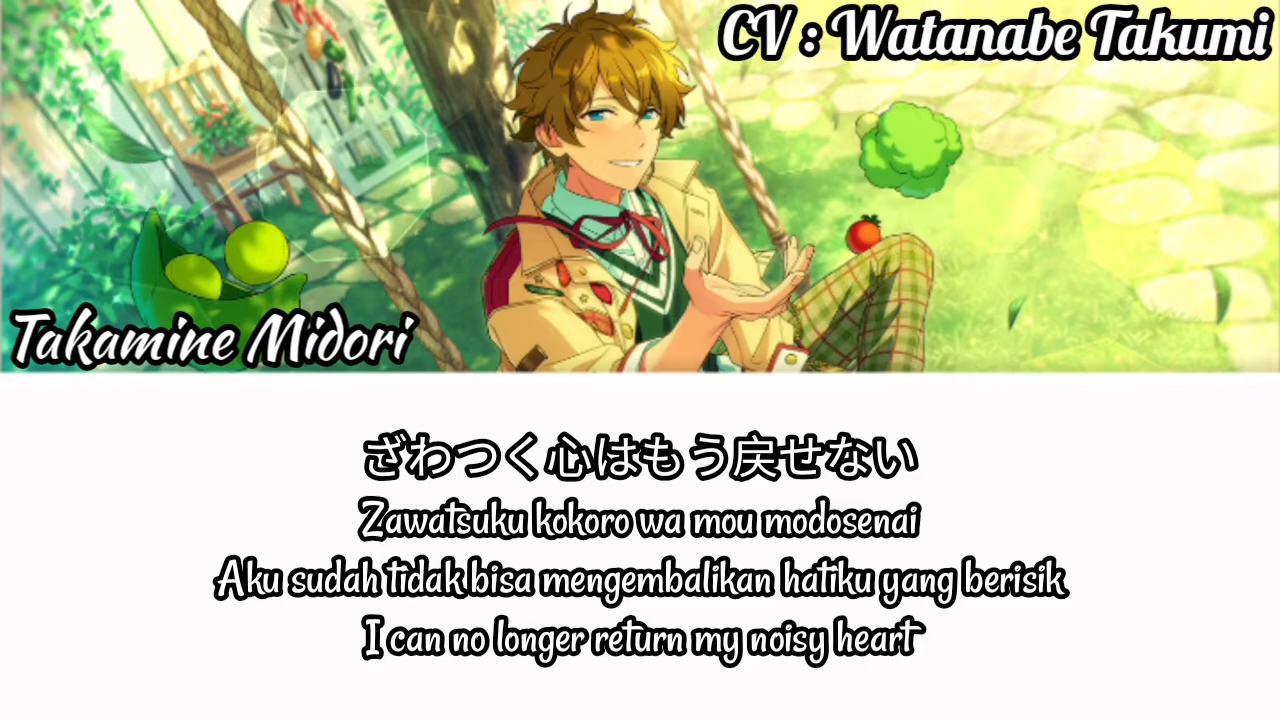 CV : Watanabe Takumi
Takamine Midori
ざわつく心はもう戻せない
Zawatsuku kokoro wa mou modosenai
Aku sudah tidak bisa mengembalikan hatiku yang berisik
I can no longer return my noisy heart